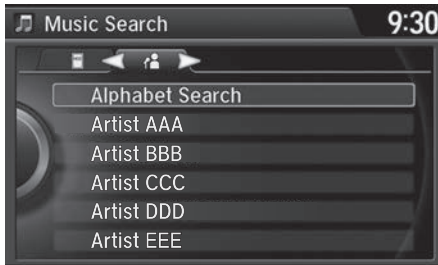 Music Search
9:30
Alphabet Search
Artist AAA
Artist BBB
Artist CCC
Artist DDD
Artist EEE